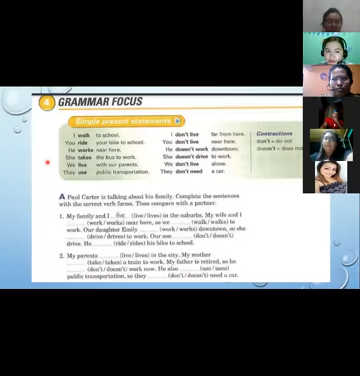 4 GRAMMAR FOCUS
Simple present statements
I walk to school. I don't live far from here. Contractions
You ride your bike to school. You don't live near here. don't = do not
He works near here. He doesn't work downtown. doesn't = does not
She takes the bus to work. She doesn't drive to work.
We live with our parents. We don't live alone.
They use public transportation. They don't need a car.
A Paul Carter is talking about his family. Complete the sentences
with the correct verb forms. Then compare with a partner.
1. My family and I live (live/lives) in the suburbs. My wife and I
(work/works) near here, so we (walk/walks) to
work. Our daughter Emily (work/works) downtown, so she
(drive/drives) to work. Our son (don't/doesn't)
drive. He (ride/rides) his bike to school.
2. My parents (live/lives) in the city. My mother
(take/takes) a train to work. My father is retired, so he
(don't/doesn't) work now. He also (use/uses)
public transportation, so they (don't/doesn't) need a car.